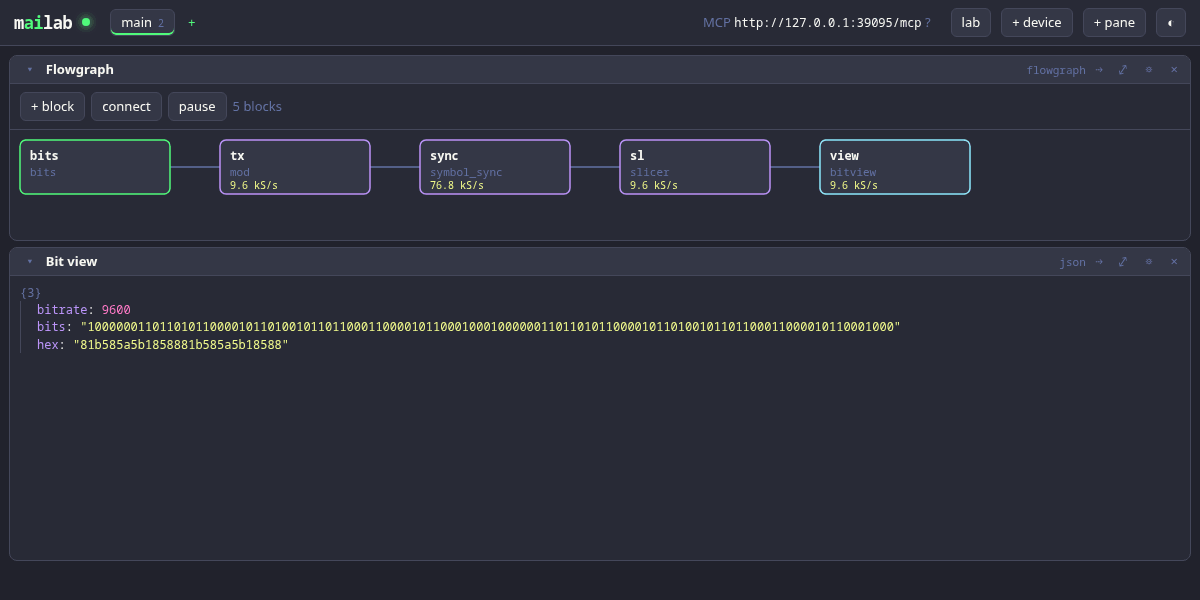 mailab
main 2
+
MCP http://127.0.0.1:39095/mcp ?
lab
+ device
+ pane
Flowgraph
flowgraph
+ block
connect
pause
5 blocks
bits
bits
tx
mod
9.6 kS/s
sync
symbol_sync
76.8 kS/s
sl
slicer
9.6 kS/s
view
bitview
9.6 kS/s
Bit view
json
{3}
bitrate: 9600
bits: "1000000110110101100001011010010110110001100001011000100010000001101101011000010110100101101100011000010110001000"
hex: "81b585a5b1858881b585a5b18588"